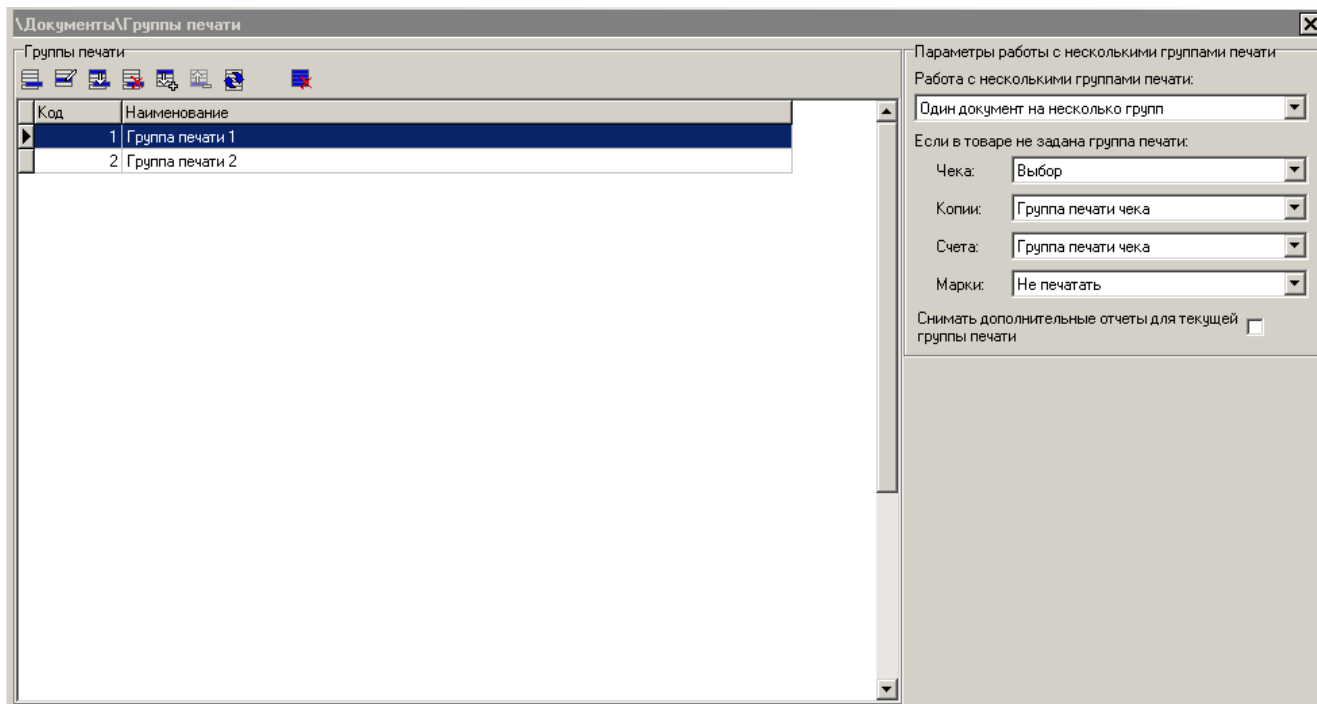 \Документы\Группы печати
Группы печати
Код Наименование
1 Группа печати 1
2 Группа печати 2
Параметры работы с несколькими группами печати
Работа с несколькими группами печати:
Один документ на несколько групп
Если в товаре не задана группа печати:
Чека: Выбор
Копии: Группа печати чека
Счета: Группа печати чека
Марки: Не печатать
Снимать дополнительные отчеты для текущей
группы печати